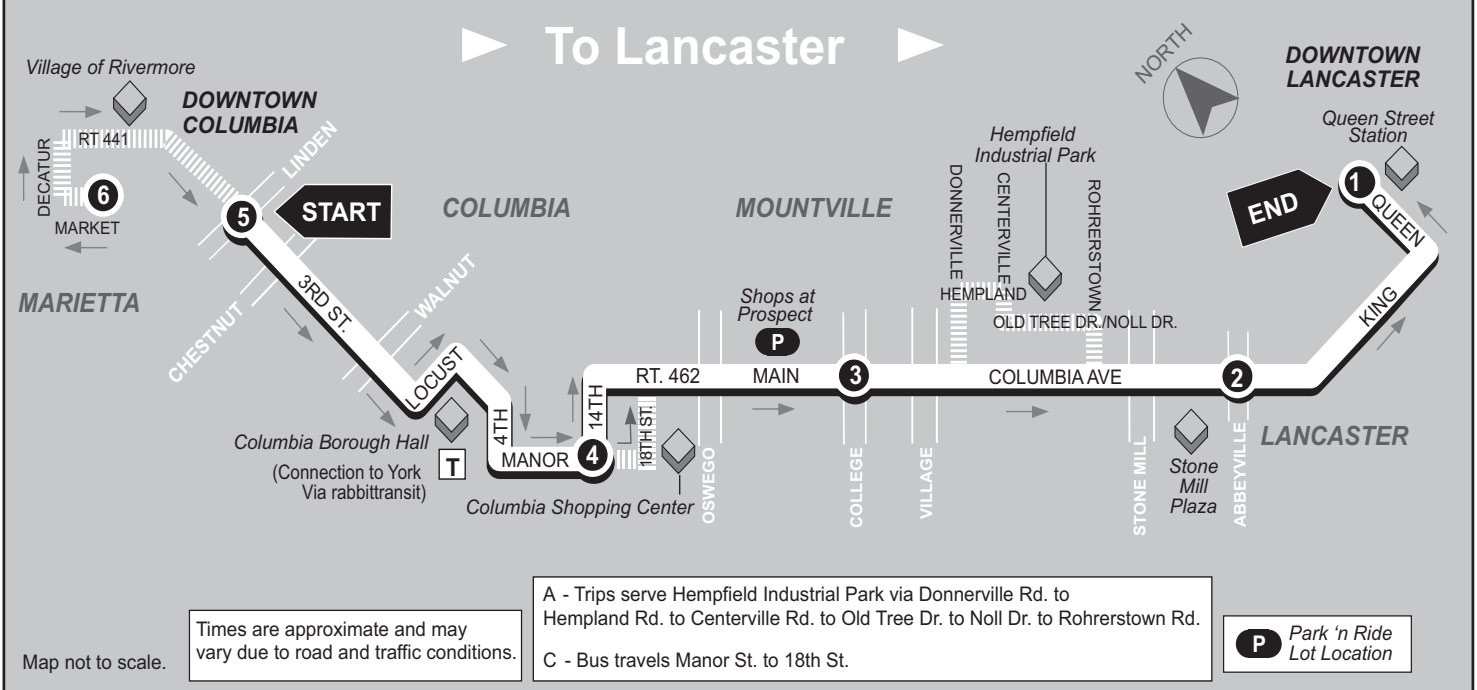 To Lancaster
NORTH
DOWNTOWN
LANCASTER
Queen Street
Station
Village of Rivermore
DOWNTOWN
COLUMBIA
RT 441
DECATUR
6
MARKET
MARIETTA
LINDEN
5
START
COLUMBIA
CHESTNUT
3RD ST.
WALNUT
LOCUST
Columbia Borough Hall
(Connection to York
Via rabbittransit)
T
4TH
MANOR
4
14TH
18TH ST.
Columbia Shopping Center
RT. 462
OSWEGO
MOUNTVILLE
Shops at
Prospect
P
MAIN
3
COLLEGE
VILLAGE
Hempfield
Industrial Park
DONNERVILLE
CENTERVILLE
ROHRERSTOWN
HEMPLAND
OLD TREE DR./NOLL DR.
COLUMBIA AVE
STONE MILL
Stone
Mill
Plaza
2
ABBEYVILLE
LANCASTER
KING
QUEEN
1
END
Map not to scale.
Times are approximate and may
vary due to road and traffic conditions.
A - Trips serve Hempfield Industrial Park via Donnerville Rd. to
Hempland Rd. to Centerville Rd. to Old Tree Dr. to Noll Dr. to Rohrerstown Rd.
C - Bus travels Manor St. to 18th St.
P
Park 'n Ride
Lot Location